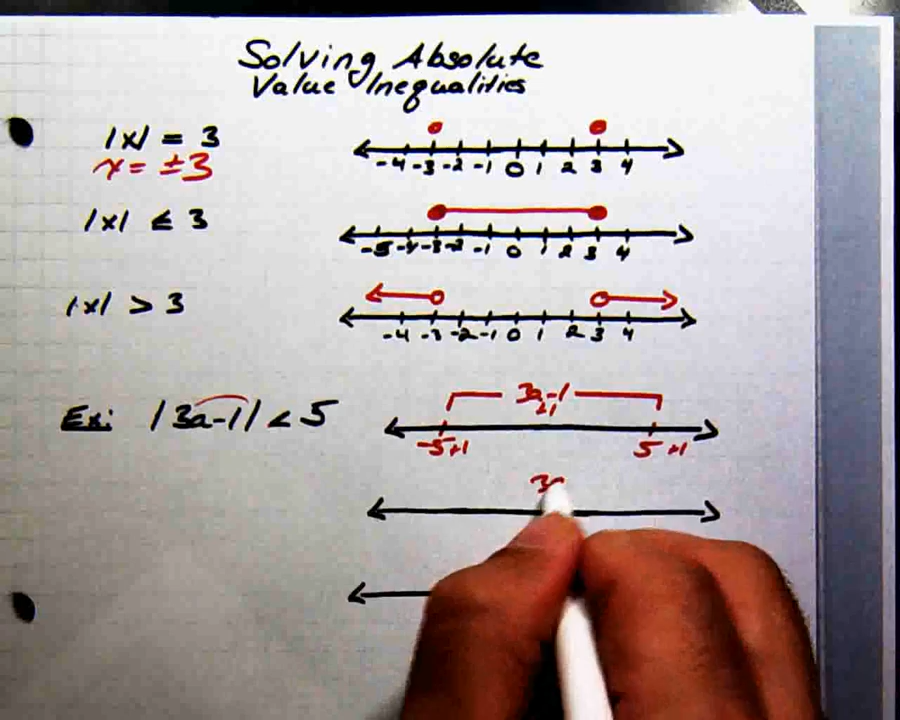 Solving Absolute
Value Inequalities
|x| = 3
x = ±3
-4 -3 -2 -1 0 1 2 3 4
|x| ≤ 3
-5 -4 -3 -2 -1 0 1 2 3 4
|x| > 3
-4 -3 -2 -1 0 1 2 3 4
Ex: |3a-1| < 5
3a-1
+1
-5+1 5 +1
3